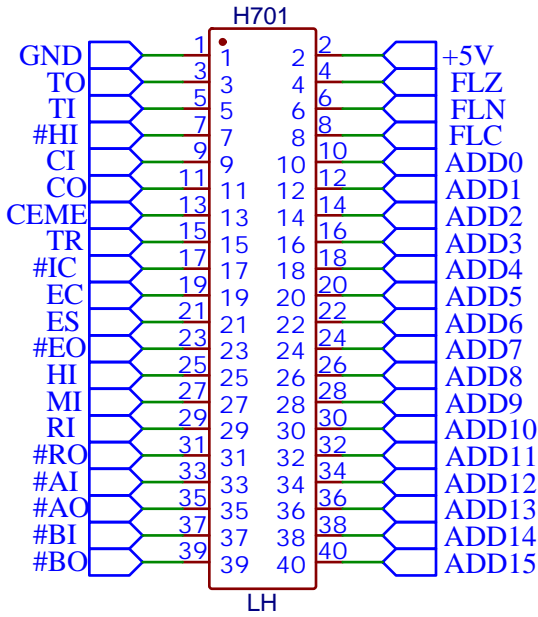 H701
GND 1 1 2 2 +5V
TO 3 3 4 4 FLZ
TI 5 5 6 6 FLN
#HI 7 7 8 8 FLC
CI 9 9 10 10 ADD0
CO 11 11 12 12 ADD1
CEME 13 13 14 14 ADD2
TR 15 15 16 16 ADD3
#IC 17 17 18 18 ADD4
EC 19 19 20 20 ADD5
ES 21 21 22 22 ADD6
#EO 23 23 24 24 ADD7
HI 25 25 26 26 ADD8
MI 27 27 28 28 ADD9
RI 29 29 30 30 ADD10
#RO 31 31 32 32 ADD11
#AI 33 33 34 34 ADD12
#AO 35 35 36 36 ADD13
#BI 37 37 38 38 ADD14
#BO 39 39 40 40 ADD15
LH